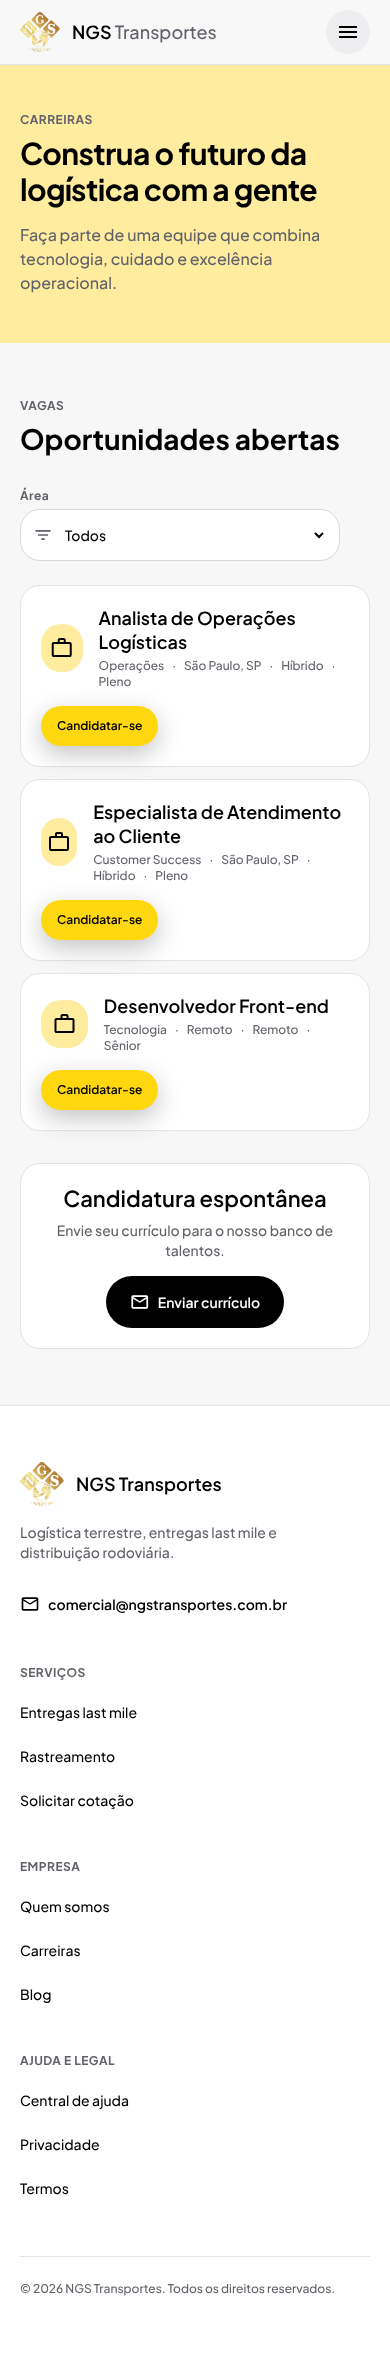 NGS Transportes
CARREIRAS
Construa o futuro da
logística com a gente
Faça parte de uma equipe que combina
tecnologia, cuidado e excelência
operacional.
VAGAS
Oportunidades abertas
Área
Todos
Analista de Operações
Logísticas
Operações · São Paulo, SP · Híbrido ·
Pleno
Candidatar-se
Especialista de Atendimento
ao Cliente
Customer Success · São Paulo, SP ·
Híbrido · Pleno
Candidatar-se
Desenvolvedor Front-end
Tecnologia · Remoto · Remoto ·
Sênior
Candidatar-se
Candidatura espontânea
Envie seu currículo para o nosso banco de
talentos.
Enviar currículo
NGS Transportes
Logística terrestre, entregas last mile e
distribuição rodoviária.
comercial@ngstransportes.com.br
SERVIÇOS
Entregas last mile
Rastreamento
Solicitar cotação
EMPRESA
Quem somos
Carreiras
Blog
AJUDA E LEGAL
Central de ajuda
Privacidade
Termos
© 2026 NGS Transportes. Todos os direitos reservados.